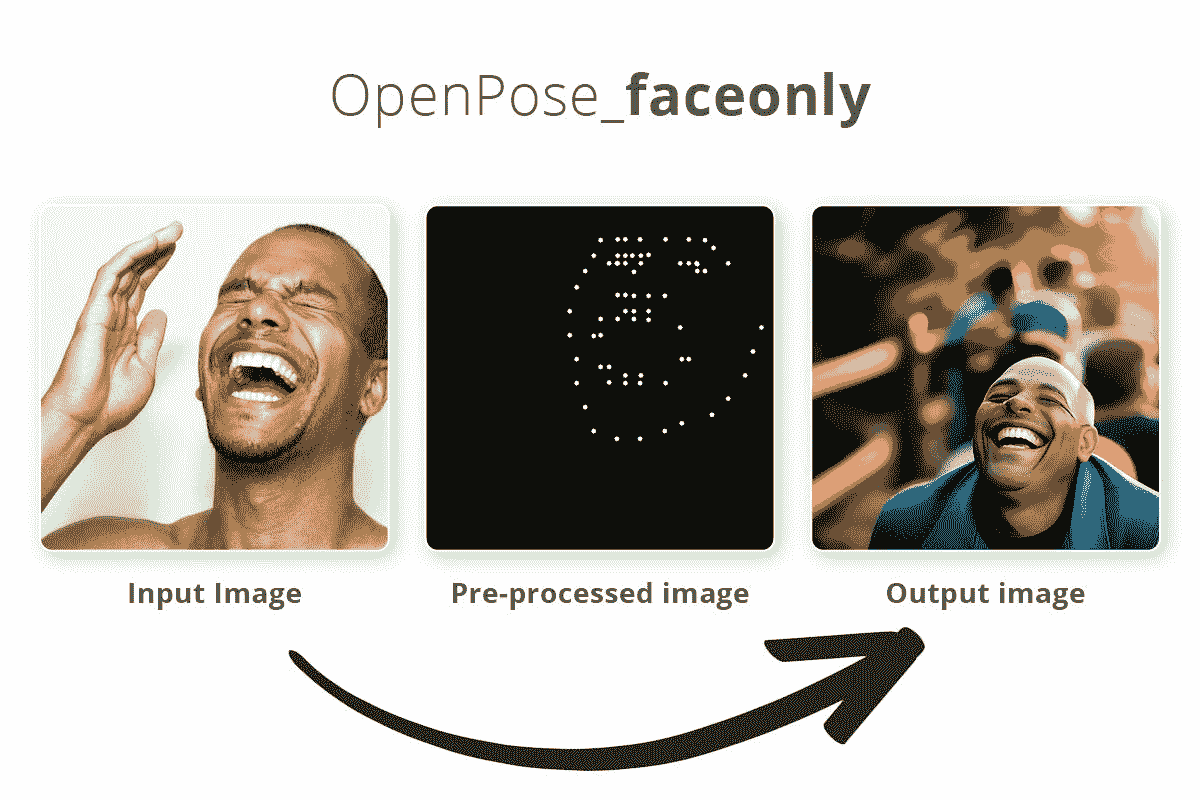 OpenPose_faceonly
Input Image
Pre-processed image
Output image